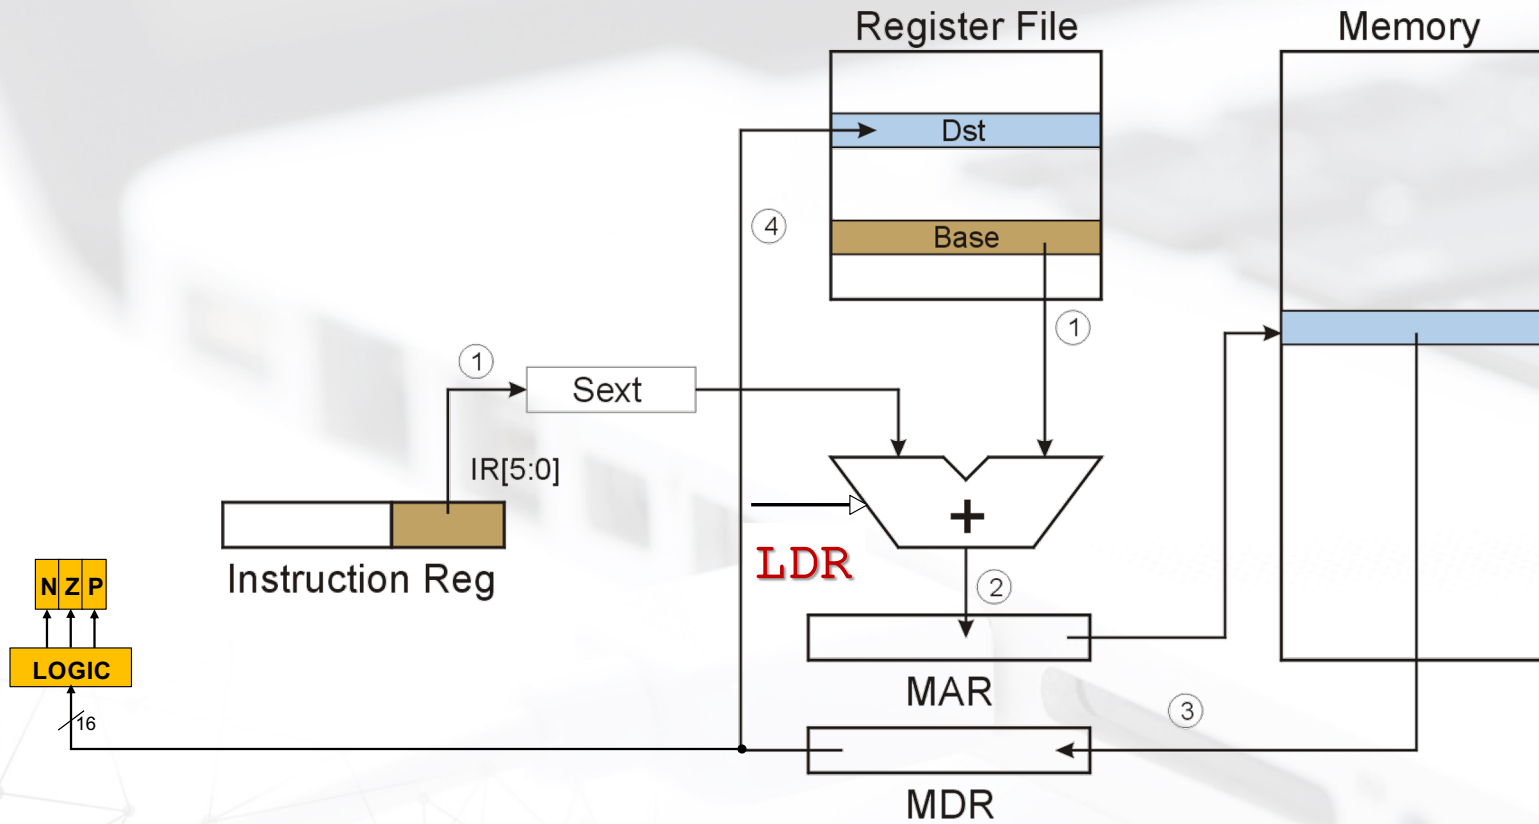 Register File
Memory
Dst
4
Base
1
1
Sext
IR[5:0]
+
LDR
N Z P
Instruction Reg
2
LOGIC
MAR
16
3
MDR